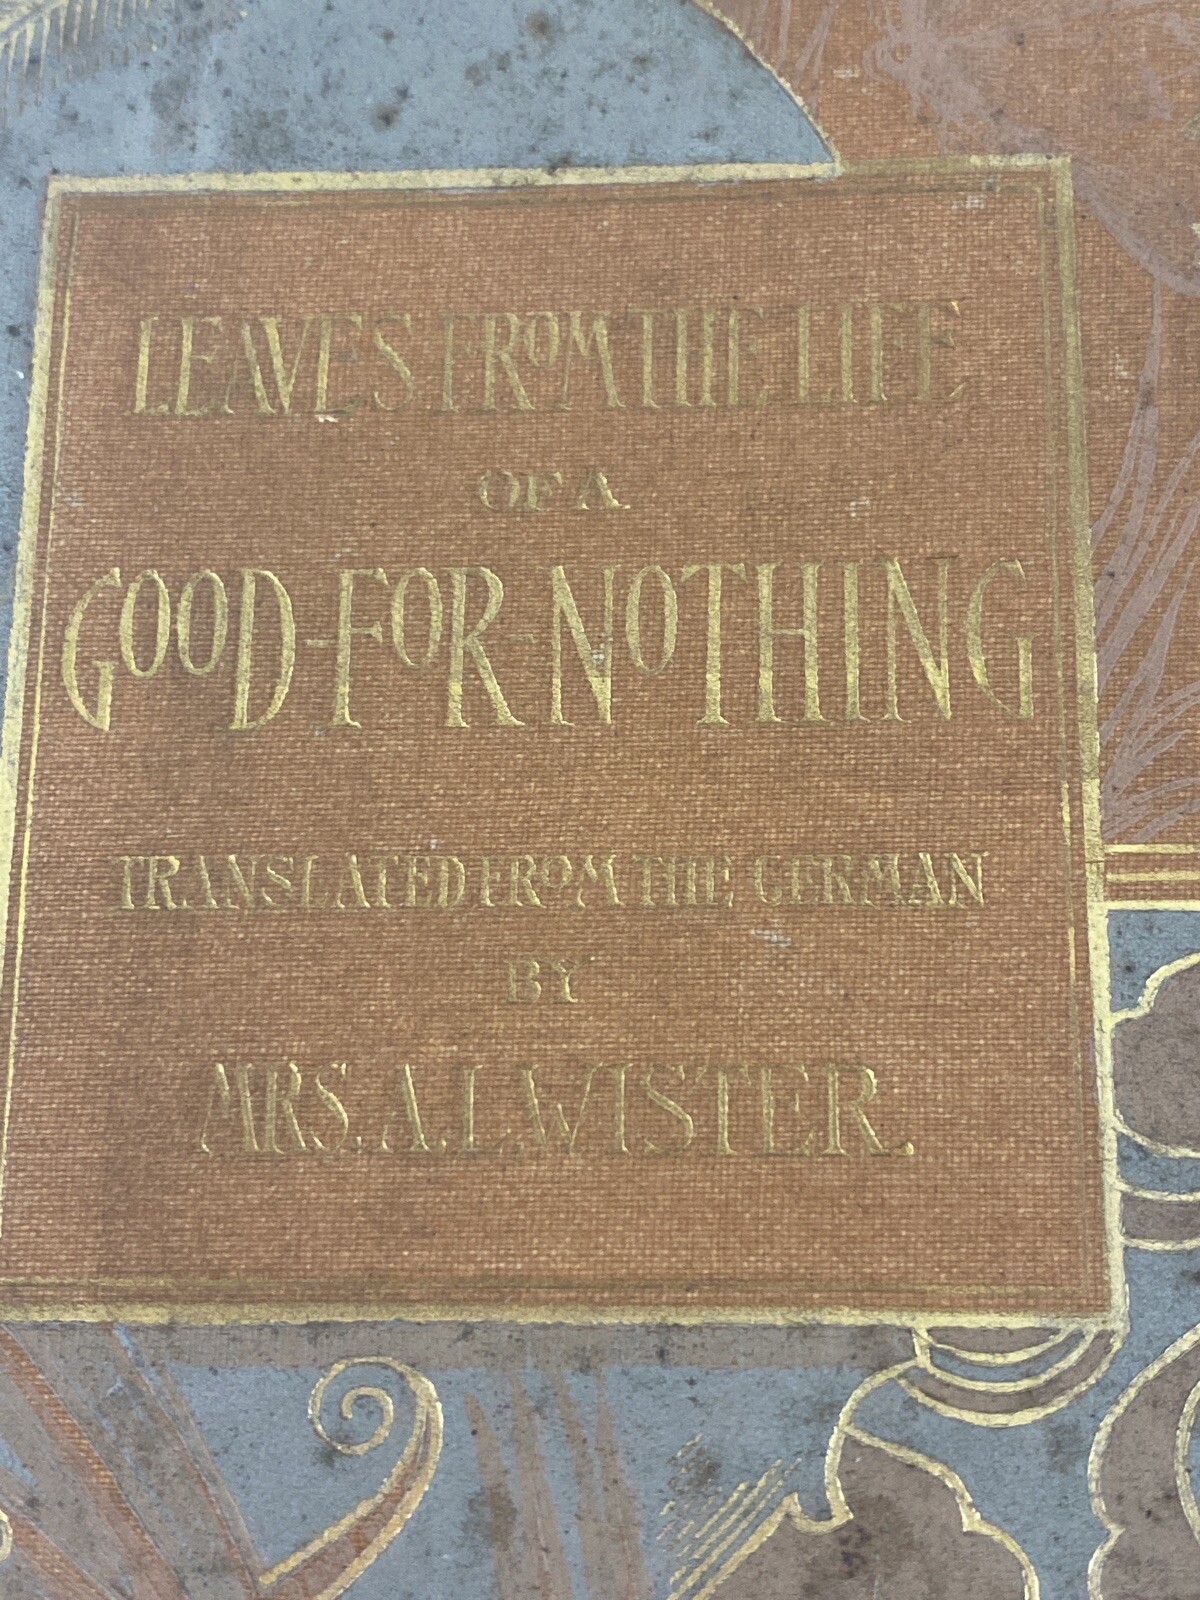 LEAVES FROM THE LIFE
OF A
GOOD-FOR-NOTHING
TRANSLATED FROM THE GERMAN
BY
MRS. A. L. WISTER.